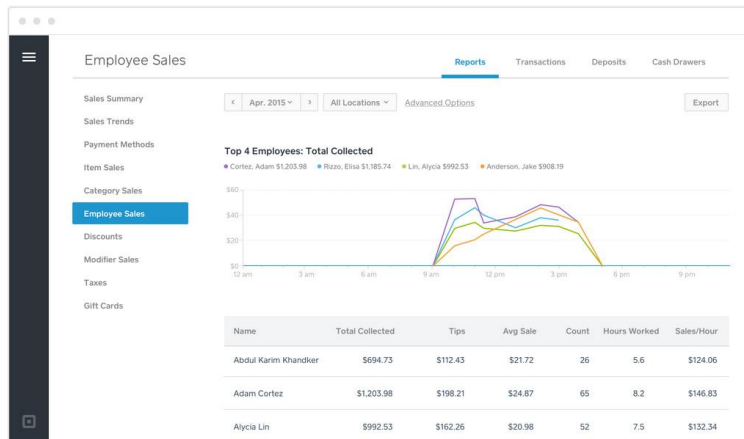 Employee Sales
Reports Transactions Deposits Cash Drawers
Sales Summary
Sales Trends
Payment Methods
Item Sales
Category Sales
Employee Sales
Discounts
Modifier Sales
Taxes
Gift Cards
< Apr. 2015 > All Locations Advanced Options Export
Top 4 Employees: Total Collected
Cortez, Adam $1,203.98 Rizzo, Elisa $1,185.74 Lin, Alycia $992.53 Anderson, Jake $908.19
$60
$40
$20
$0
12 am 3 am 6 am 9 am 12 pm 3 pm 6 pm 9 pm
Name Total Collected Tips Avg Sale Count Hours Worked Sales/Hour
Abdul Karim Khandker $694.73 $112.43 $21.72 26 5.6 $124.06
Adam Cortez $1,203.98 $198.21 $24.87 65 8.2 $146.83
Alycia Lin $992.53 $162.26 $20.98 52 7.5 $132.34